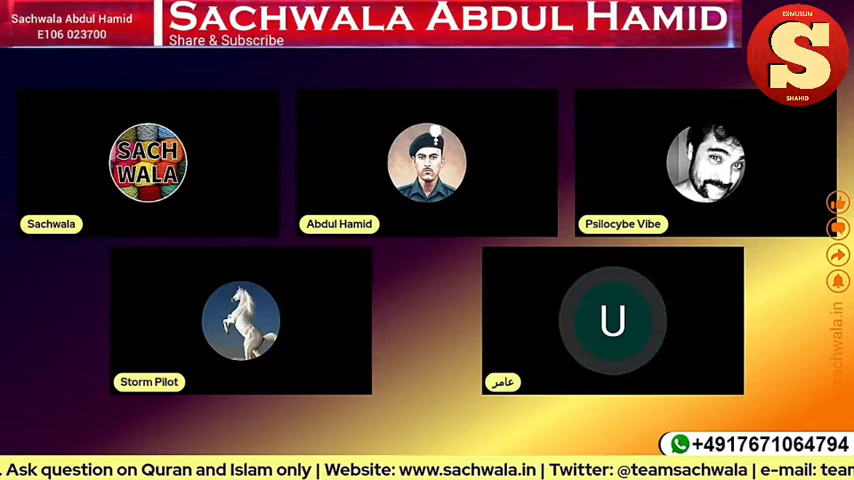 Sachwala Abdul Hamid
E106 023700
SACHWALA ABDUL HAMID
Share & Subscribe
EXMUSLIM
S
SHAHID
SACH
WALA
Sachwala
Abdul Hamid
Psilocybe Vibe
U
Storm Pilot
عامر
sachwala.in
+4917671064794
. Ask question on Quran and Islam only | Website: www.sachwala.in | Twitter: @teamsachwala | e-mail: team